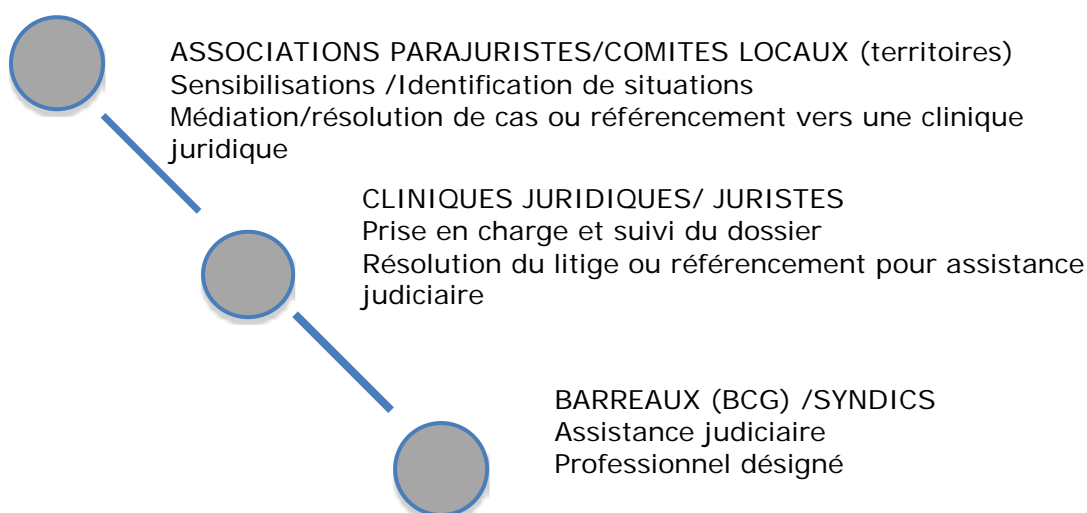 ASSOCIATIONS PARAJURISTES/COMITES LOCAUX (territoires)
Sensibilisations /Identification de situations
Médiation/résolution de cas ou référencement vers une clinique
juridique
CLINIQUES JURIDIQUES/ JURISTES
Prise en charge et suivi du dossier
Résolution du litige ou référencement pour assistance
judiciaire
BARREAUX (BCG) /SYNDICS
Assistance judiciaire
Professionnel désigné